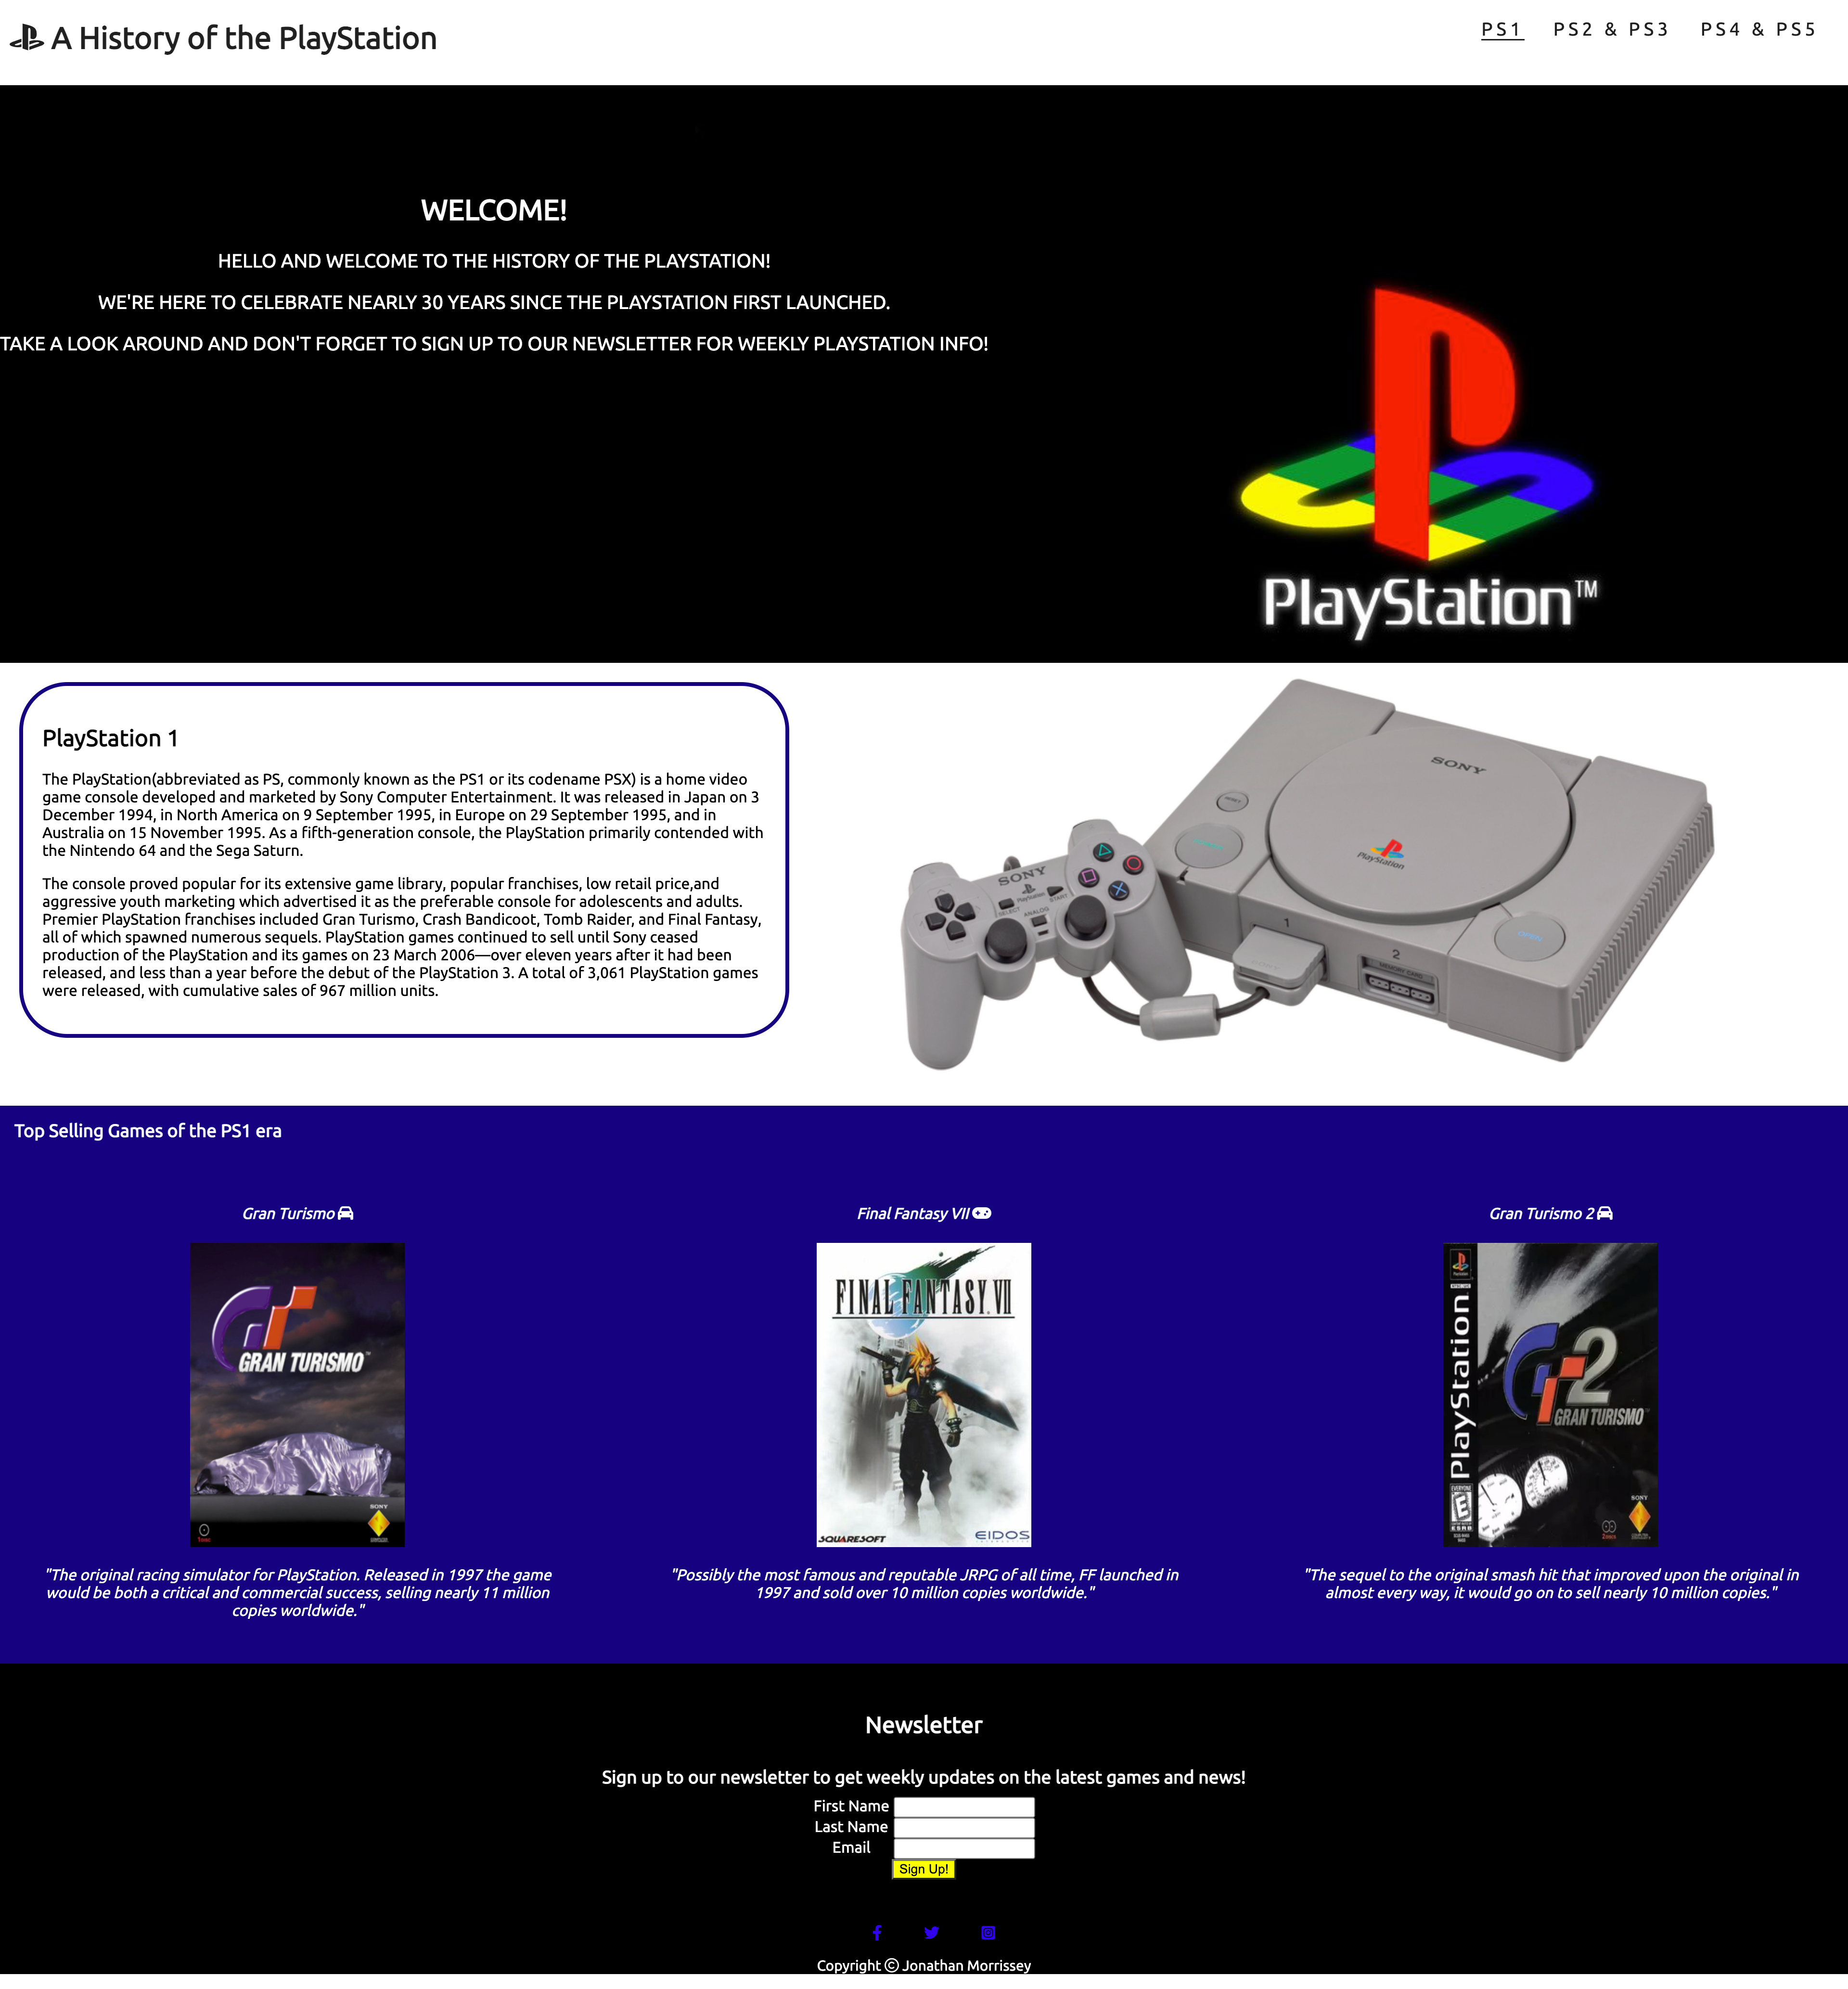 A History of the PlayStation
PS1 PS2 & PS3 PS4 & PS5
WELCOME!
HELLO AND WELCOME TO THE HISTORY OF THE PLAYSTATION!
WE'RE HERE TO CELEBRATE NEARLY 30 YEARS SINCE THE PLAYSTATION FIRST LAUNCHED.
TAKE A LOOK AROUND AND DON'T FORGET TO SIGN UP TO OUR NEWSLETTER FOR WEEKLY PLAYSTATION INFO!
PlayStation™
PlayStation 1
The PlayStation(abbreviated as PS, commonly known as the PS1 or its codename PSX) is a home video
game console developed and marketed by Sony Computer Entertainment. It was released in Japan on 3
December 1994, in North America on 9 September 1995, in Europe on 29 September 1995, and in
Australia on 15 November 1995. As a fifth-generation console, the PlayStation primarily contended with
the Nintendo 64 and the Sega Saturn.
The console proved popular for its extensive game library, popular franchises, low retail price,and
aggressive youth marketing which advertised it as the preferable console for adolescents and adults.
Premier PlayStation franchises included Gran Turismo, Crash Bandicoot, Tomb Raider, and Final Fantasy,
all of which spawned numerous sequels. PlayStation games continued to sell until Sony ceased
production of the PlayStation and its games on 23 March 2006—over eleven years after it had been
released, and less than a year before the debut of the PlayStation 3. A total of 3,061 PlayStation games
were released, with cumulative sales of 967 million units.
SONY
PlayStation
SONY
PlayStation
SELECT
START
ANALOG
OPEN
1
2
MEMORY CARD
Top Selling Games of the PS1 era
Gran Turismo
GRAN TURISMO™
SONY
"The original racing simulator for PlayStation. Released in 1997 the game
would be both a critical and commercial success, selling nearly 11 million
copies worldwide."
Final Fantasy VII
FINAL FANTASY. VII
SQUARESOFT
EIDOS
"Possibly the most famous and reputable JRPG of all time, FF launched in
1997 and sold over 10 million copies worldwide."
Gran Turismo 2
PlayStation
2
GRAN TURISMO
EVERYONE
E
ESRB
SONY
"The sequel to the original smash hit that improved upon the original in
almost every way, it would go on to sell nearly 10 million copies."
Newsletter
Sign up to our newsletter to get weekly updates on the latest games and news!
First Name
Last Name
Email
Sign Up!
Copyright © Jonathan Morrissey